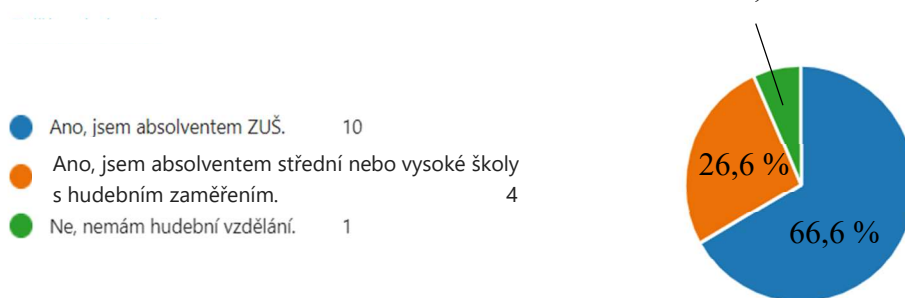 Ano, jsem absolventem ZUŠ. 10
Ano, jsem absolventem střední nebo vysoké školy
s hudebním zaměřením. 4
Ne, nemám hudební vzdělání. 1
26,6 %
66,6 %